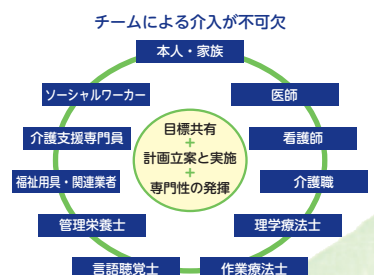 チームによる介入が不可欠
本人・家族
ソーシャルワーカー
医師
介護支援専門員
看護師
福祉用具・関連業者
介護職
管理栄養士
理学療法士
言語聴覚士
作業療法士
目標共有
+
計画立案と実施
+
専門性の発揮